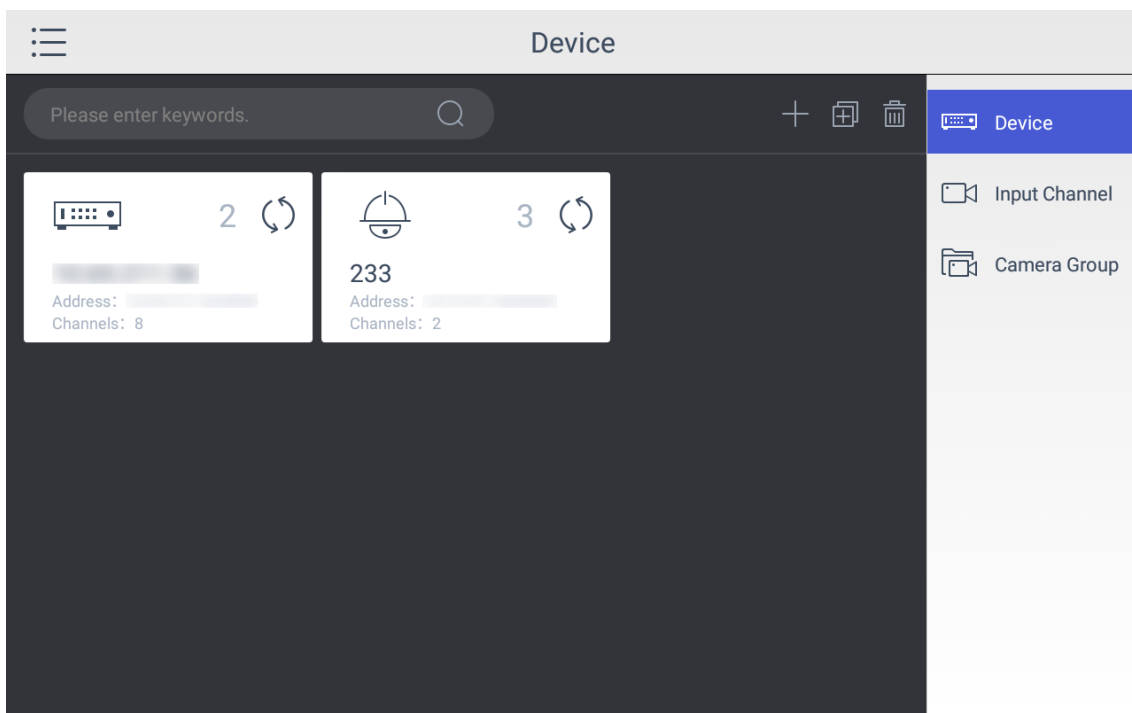 Device
Please enter keywords.
Device
Input Channel
Camera Group
2
Address:
Channels: 8
3
233
Address:
Channels: 2